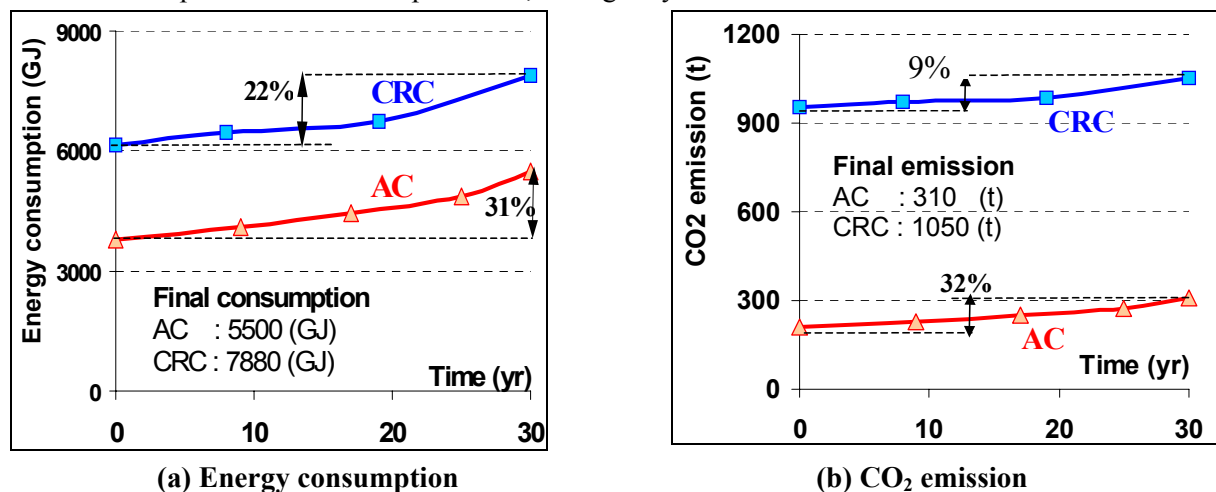 9000
6000
3000
0
Energy consumption (GJ)
22%
CRC
AC
31%
Final consumption
AC : 5500 (GJ)
CRC : 7880 (GJ)
Time (yr)
0 10 20 30
(a) Energy consumption
1200
900
600
300
0
CO2 emission (t)
9%
CRC
Final emission
AC : 310 (t)
CRC : 1050 (t)
32%
AC
Time (yr)
0 10 20 30
(b) CO₂ emission